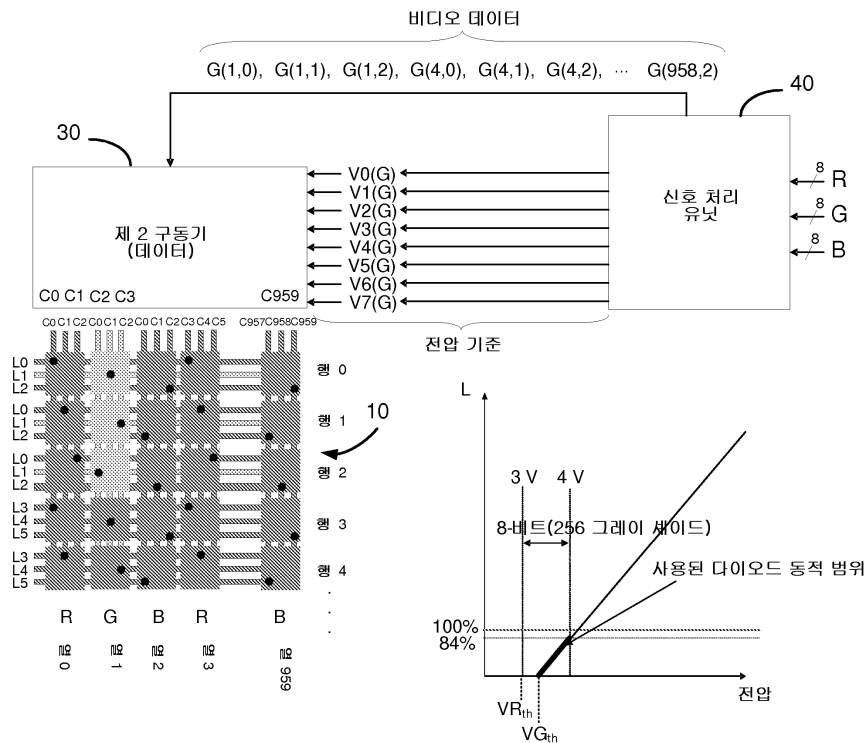 비디오 데이터
G(1,0), G(1,1), G(1,2), G(4,0), G(4,1), G(4,2), ... G(958,2)
30
40
제 2 구동기
(데이터)
C0 C1 C2 C3 C959
V0(G)
V1(G)
V2(G)
V3(G)
V4(G)
V5(G)
V6(G)
V7(G)
신호 처리
유닛
8 R
8 G
8 B
전압 기준
C0 C1 C2 C0 C1 C2 C0 C1 C2 C3 C4 C5 C957 C958 C959
L0
L1
L2
행 0
L0
L1
L2
행 1
L0
L1
L2
행 2
L3
L4
L5
행 3
L3
L4
L5
행 4
10
R G B R B
열 0 열 1 열 2 열 3 열 959
L
3 V 4 V
8-비트(256 그레이 셰이드)
사용된 다이오드 동적 범위
100%
84%
전압
VRth
VGth